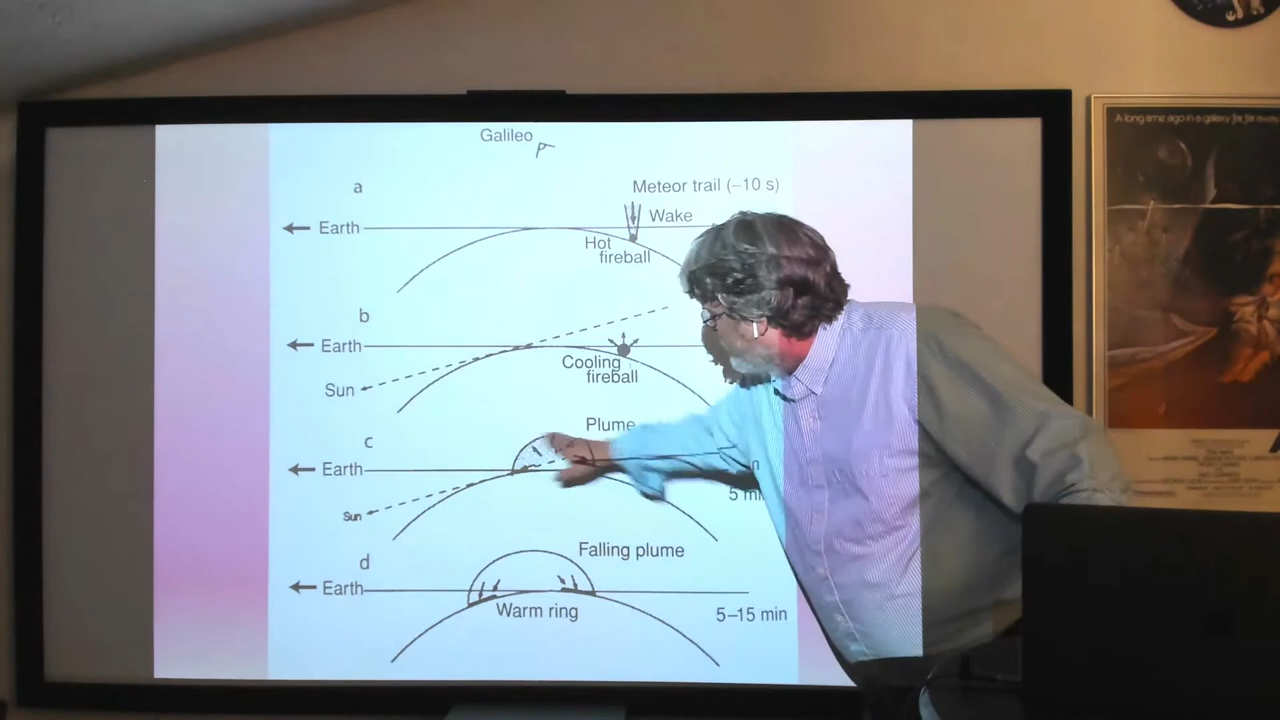 Galileo
a
Meteor trail (–10 s)
Wake
Earth
Hot
fireball
b
Earth
Cooling
fireball
Sun
Plume
c
Earth
5 min
Sun
Falling plume
d
Earth
Warm ring
5–15 min
A long time ago in a galaxy far far away